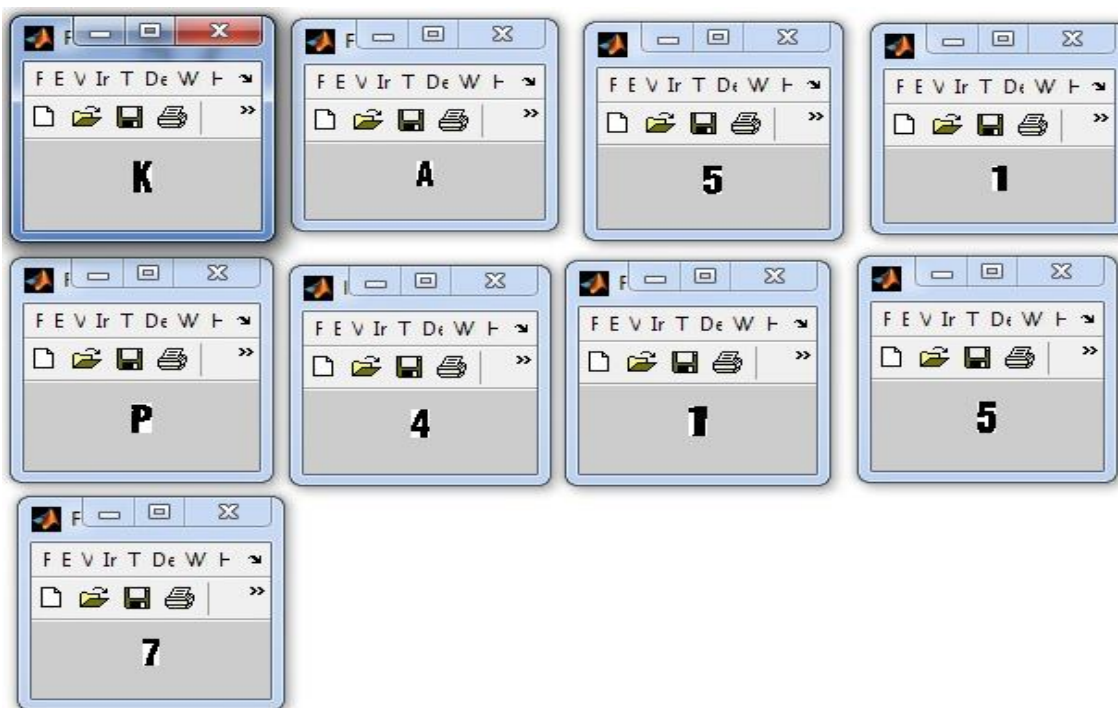 F F
F E V Ir T De W H F E V Ir T De W H F E V Ir T De W H F E V Ir T De W H
K A 5 1
F F
F E V Ir T De W H F E V Ir T De W H F E V Ir T De W H F E V Ir T De W H
P 4 1 5
F
F E V Ir T De W H
7